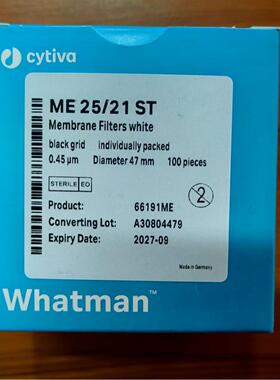 cytiva
ME 25/21 ST
Membrane Filters white
black grid individually packed
0.45 µm Diameter 47 mm 100 pieces
STERILE EO
2
Product: 66191ME
Converting Lot: A30804479
Expiry Date: 2027-09
Made in Germany
Whatman™